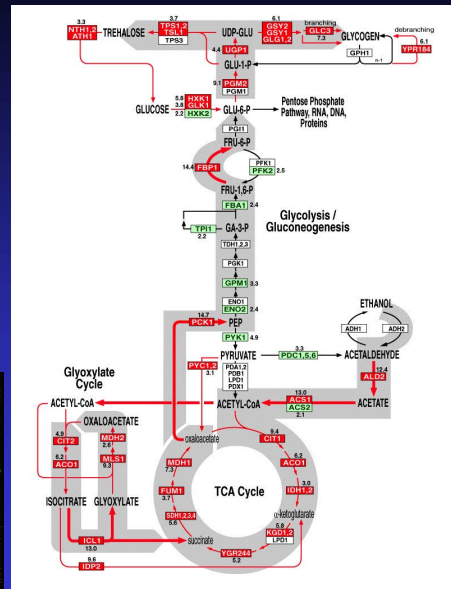 3.3
NTH1,2
ATH1
TREHALOSE
3.7
TPS1,2
TSL1
TPS3
UDP-GLU
6.1
GSY2
GSY1
GLG1,2
branching
GLC3
7.3
GLYCOGEN
debranching
6.1
YPR184
GPH1
n-1
4.4
UGP1
GLU-1-P
9.1
PGM2
PGM1
GLUCOSE
5.8
HXK1
3.8
GLK1
2.2
HXK2
GLU-6-P
Pentose Phosphate
Pathway, RNA, DNA,
Proteins
PGI1
FRU-6-P
14.4
FBP1
PFK1
PFK2
2.5
FRU-1,6-P
FBA1
2.4
Glycolysis /
Gluconeogenesis
TPI1
2.2
GA-3-P
TDH1,2,3
PGK1
GPM1
3.3
ENO1
ENO2
2.4
14.7
PCK1
PEP
PYK1
4.9
ETHANOL
ADH1
ADH2
PYRUVATE
3.3
PDC1,5,6
ACETALDEHYDE
PYC1,2
3.1
PDA1,2
PDB1
LPD1
PDX1
12.4
ALD2
Glyoxylate
Cycle
ACETYL-CoA
ACETYL-CoA
13.0
ACS1
ACS2
2.1
ACETATE
OXALOACETATE
4.9
CIT2
MDH2
2.6
MLS1
9.3
6.2
ACO1
ISOCITRATE
GLYOXYLATE
ICL1
13.0
9.6
IDP2
oxaloacetate
9.4
CIT1
MDH1
7.3
6.2
ACO1
FUM1
3.7
TCA Cycle
3.0
IDH1,2
SDH1,2,3,4
5.6
α-ketoglutarate
succinate
5.8
KGD1,2
LPD1
YGR244
5.2